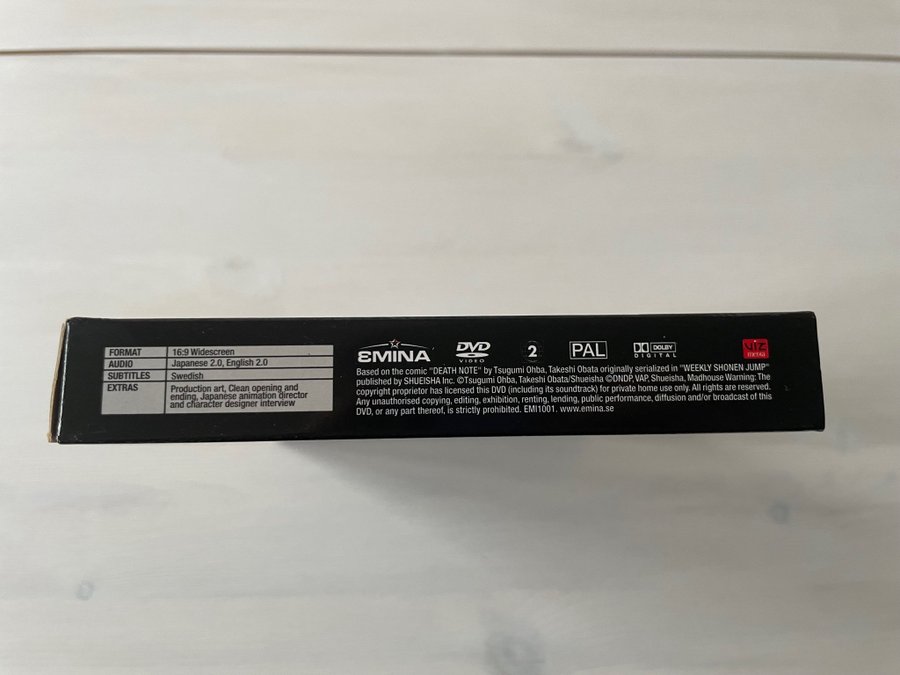 FORMAT 16:9 Widescreen
AUDIO Japanese 2.0, English 2.0
SUBTITLES Swedish
EXTRAS Production art, Clean opening and
ending, Japanese animation director
and character designer interview
EMINA
DVD
VIDEO
2
PAL
DOLBY
DIGITAL
VIZ
media
Based on the comic "DEATH NOTE" by Tsugumi Ohba, Takeshi Obata originally serialized in "WEEKLY SHONEN JUMP"
published by SHUEISHA Inc. ©Tsugumi Ohba, Takeshi Obata/Shueisha ©DNDP, VAP, Shueisha, Madhouse Warning: The
copyright proprietor has licensed this DVD (including its soundtrack) for private home use only. All rights are reserved.
Any unauthorised copying, editing, exhibition, renting, lending, public performance, diffusion and/or broadcast of this
DVD, or any part thereof, is strictly prohibited. EMI1001. www.emina.se